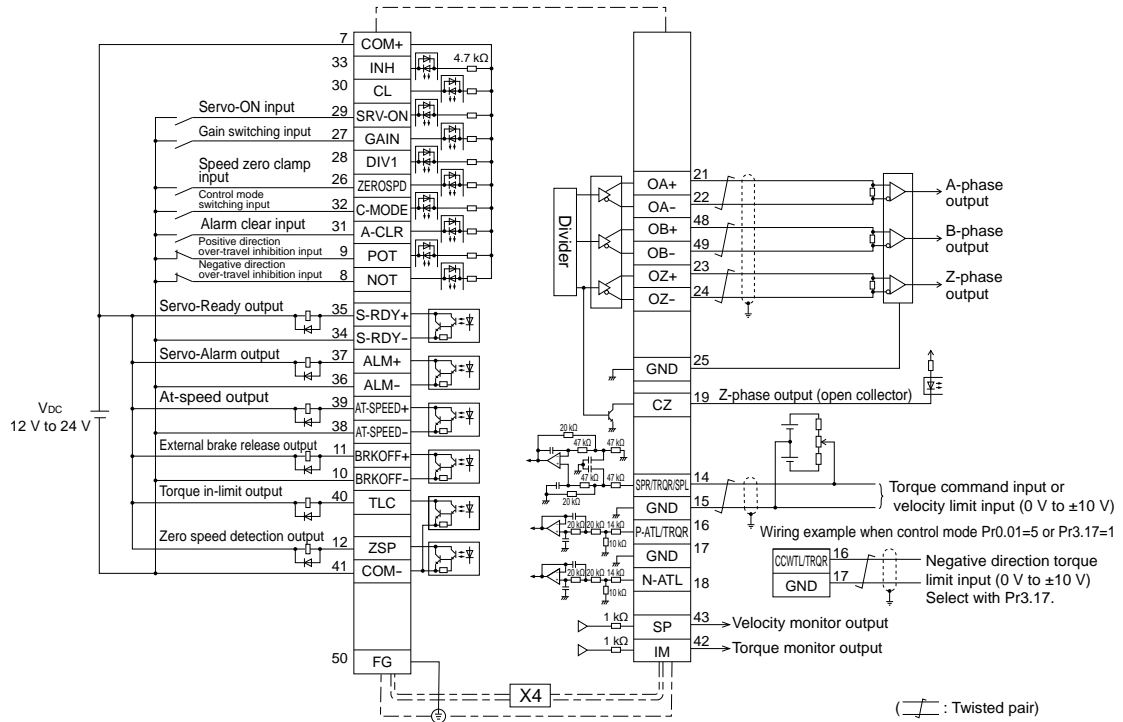 7 COM+
33 INH 4.7 kΩ
30 CL
Servo-ON input 29 SRV-ON
Gain switching input 27 GAIN
28 DIV1
Speed zero clamp
input 26 ZEROSPD
Control mode
switching input 32 C-MODE
Alarm clear input 31 A-CLR
Positive direction
over-travel inhibition input 9 POT
Negative direction
over-travel inhibition input 8 NOT
Servo-Ready output 35 S-RDY+
34 S-RDY-
Servo-Alarm output 37 ALM+
36 ALM-
At-speed output 39 AT-SPEED+
38 AT-SPEED-
External brake release output 11 BRKOFF+
10 BRKOFF-
Torque in-limit output 40 TLC
Zero speed detection output 12 ZSP
41 COM-
VDC
12 V to 24 V
50 FG
X4
Divider
OA+ 21
OA- 22
OB+ 48
OB- 49
OZ+ 23
OZ- 24
A-phase
output
B-phase
output
Z-phase
output
GND 25
CZ 19 Z-phase output (open collector)
20 kΩ
47 kΩ 47 kΩ
47 kΩ 47 kΩ
20 kΩ
SPR/TRQR/SPL 14
GND 15
Torque command input or
velocity limit input (0 V to ±10 V)
20 kΩ 20 kΩ 14 kΩ
10 kΩ
P-ATL/TRQR 16
GND 17
20 kΩ 20 kΩ 14 kΩ
10 kΩ
N-ATL 18
Wiring example when control mode Pr0.01=5 or Pr3.17=1
CCWTL/TRQR 16
GND 17
Negative direction torque
limit input (0 V to ±10 V)
Select with Pr3.17.
1 kΩ SP 43 Velocity monitor output
1 kΩ IM 42 Torque monitor output
( : Twisted pair)